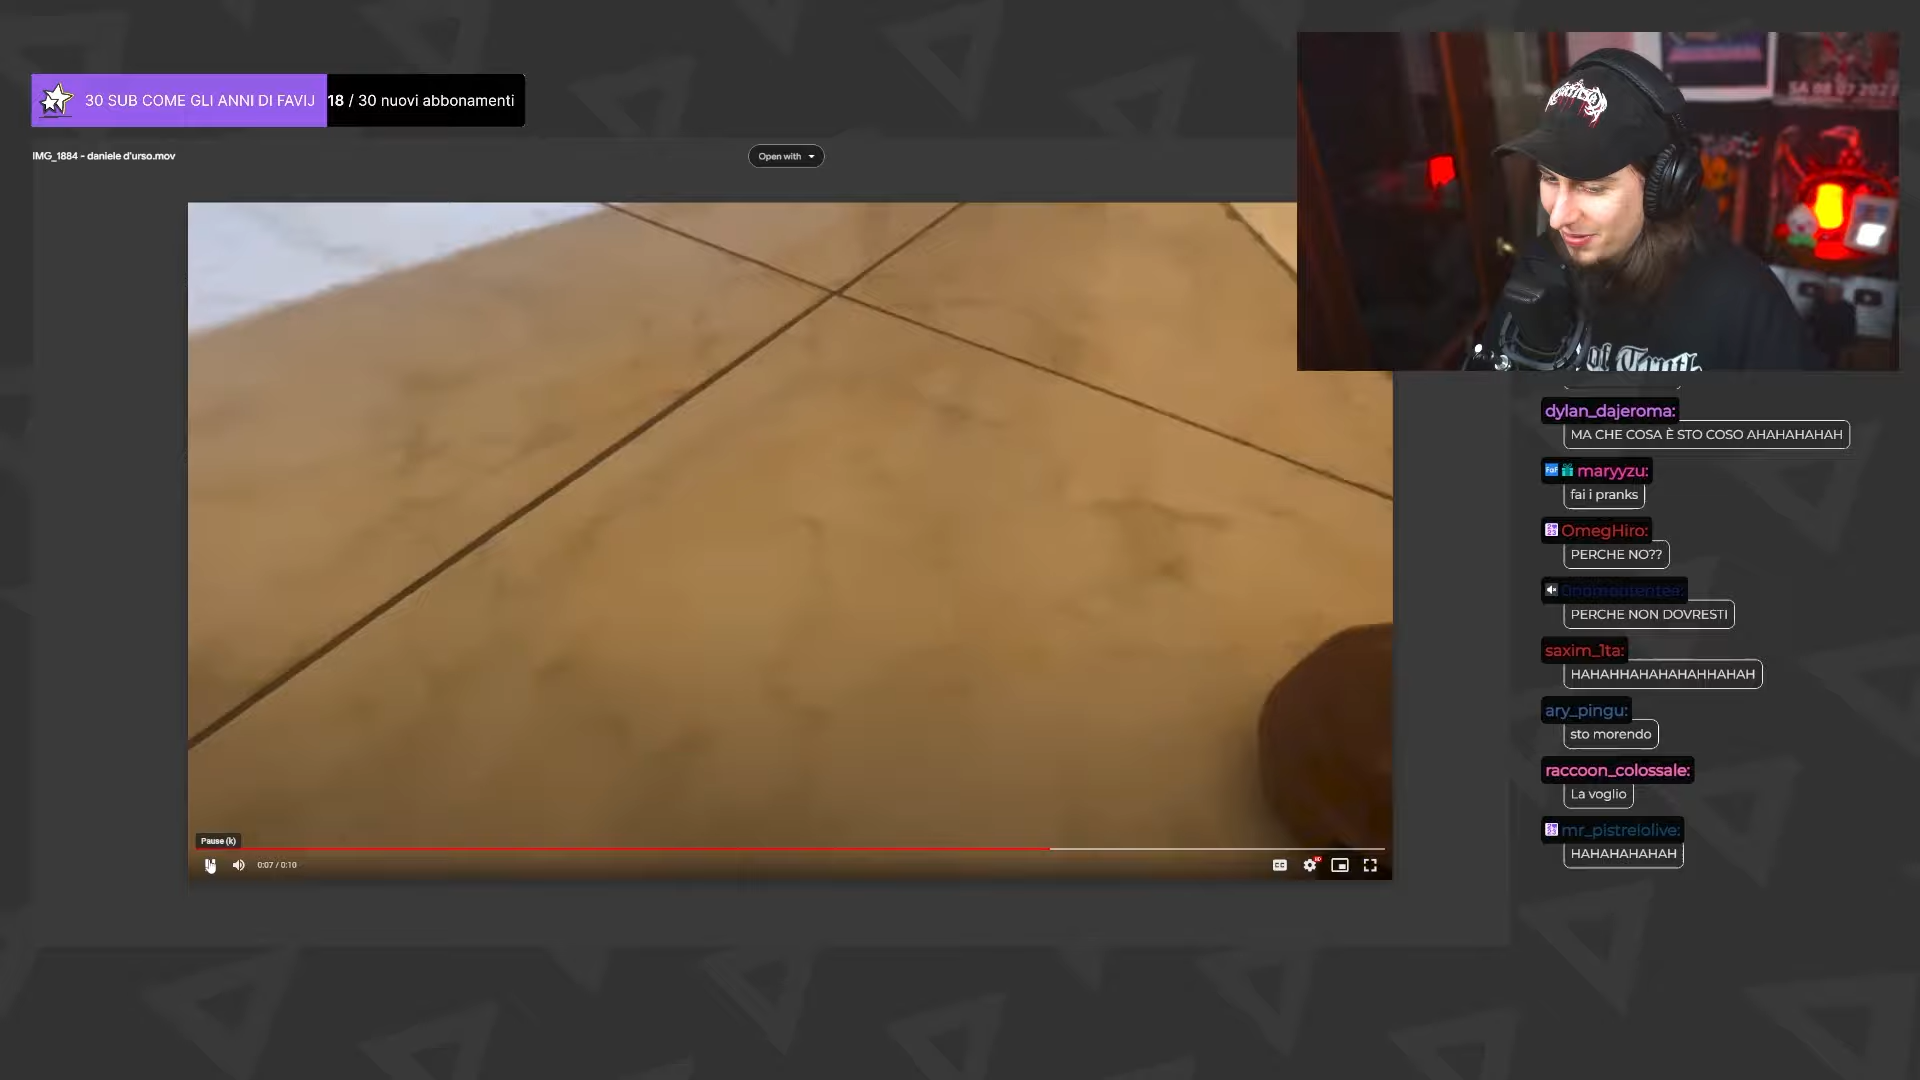 30 SUB COME GLI ANNI DI FAVIJ 18 / 30 nuovi abbonamenti
IMG_1884 - daniele d'urso.mov
Open with
dylan_dajeroma:
MA CHE COSA È STO COSO AHAHAHAHAH
maryyzu:
fai i pranks
OmegHiro:
PERCHE NO??
PERCHE NON DOVRESTI
saxim_1ta:
HAHAHHAHAHAHAHHAHAH
ary_pingu:
sto morendo
raccoon_colossale:
La voglio
mr_pistrelolive:
HAHAHAHAHAH
Pause (k)
0:07 / 0:10